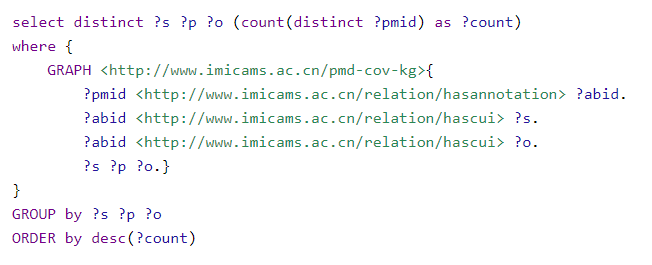 select distinct ?s ?p ?o (count(distinct ?pmid) as ?count)
where {
GRAPH <http://www.imicams.ac.cn/pmd-cov-kg>{
?pmid <http://www.imicams.ac.cn/relation/hasannotation> ?abid.
?abid <http://www.imicams.ac.cn/relation/hascui> ?s.
?abid <http://www.imicams.ac.cn/relation/hascui> ?o.
?s ?p ?o.}
}
GROUP by ?s ?p ?o
ORDER by desc(?count)